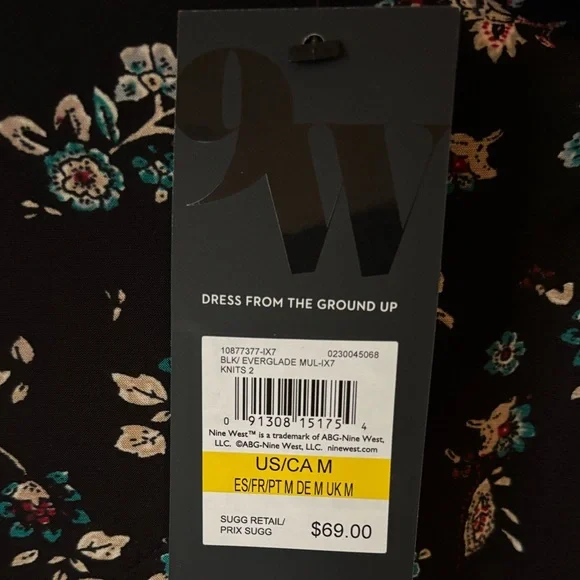 9W
DRESS FROM THE GROUND UP
10877377-IX7 0230045068
BLK/ EVERGLADE MUL-IX7
KNITS 2
0 91308 15175 4
Nine West™ is a trademark of ABG-Nine West,
LLC. ©ABG-Nine West, LLC. ninewest.com
US/CA M
ES/FR/PT M DE M UK M
SUGG RETAIL/
PRIX SUGG $69.00